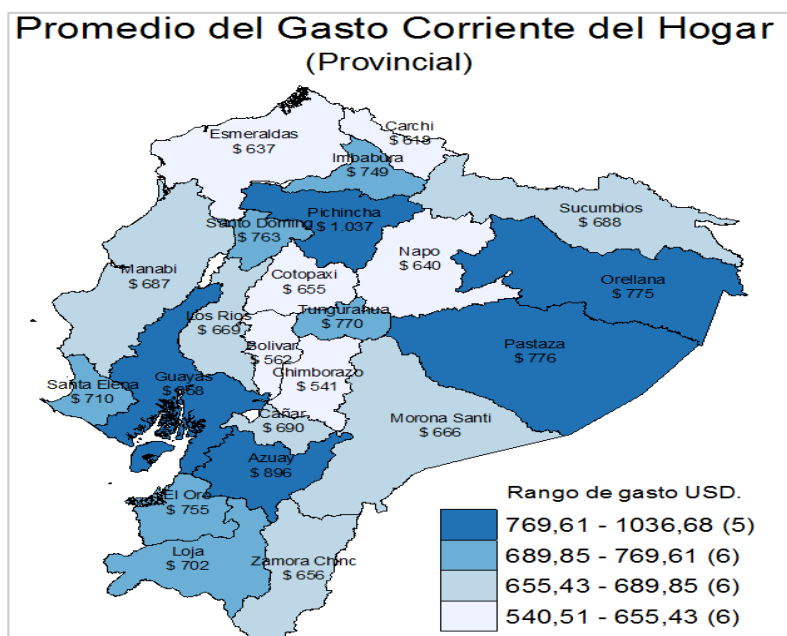 Promedio del Gasto Corriente del Hogar
(Provincial)
Esmeraldas
$ 637
Carchi
$ 618
Imbabura
$ 749
Pichincha
$ 1.037
Santo Doming
$ 763
Sucumbios
$ 688
Napo
$ 640
Orellana
$ 775
Manabi
$ 687
Cotopaxi
$ 655
Los Rios
$ 669
Tungurahua
$ 770
Pastaza
$ 776
Bolivar
$ 562
Chimborazo
$ 541
Santa Elena
$ 710
Guayas
Cañar
$ 690
Morona Santi
$ 666
Azuay
$ 896
El Oro
$ 755
Loja
$ 702
Zamora Chinc
$ 656
Rango de gasto USD.
769,61 - 1036,68 (5)
689,85 - 769,61 (6)
655,43 - 689,85 (6)
540,51 - 655,43 (6)